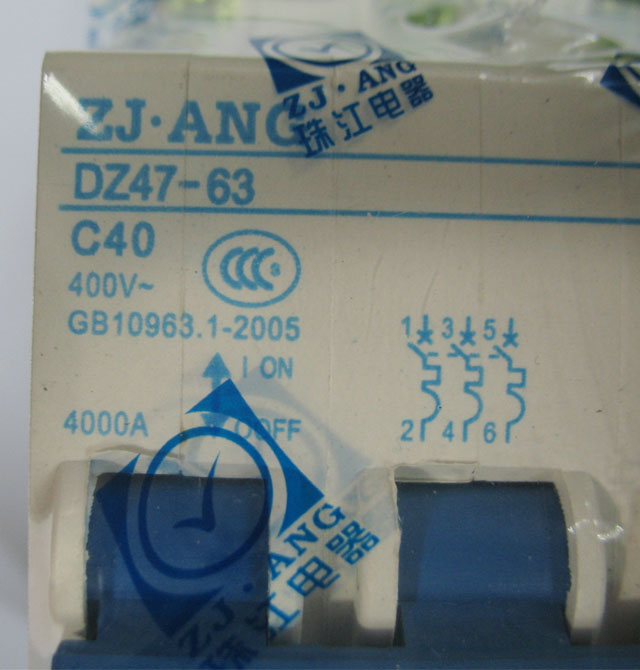 ZJ·ANG
珠江电器
ZJ·ANG
DZ47-63
C40
CCC
400V~
GB10963.1-2005
I ON
4000A
O OFF
1 3 5
2 4 6
ZJ·ANG
珠江电器